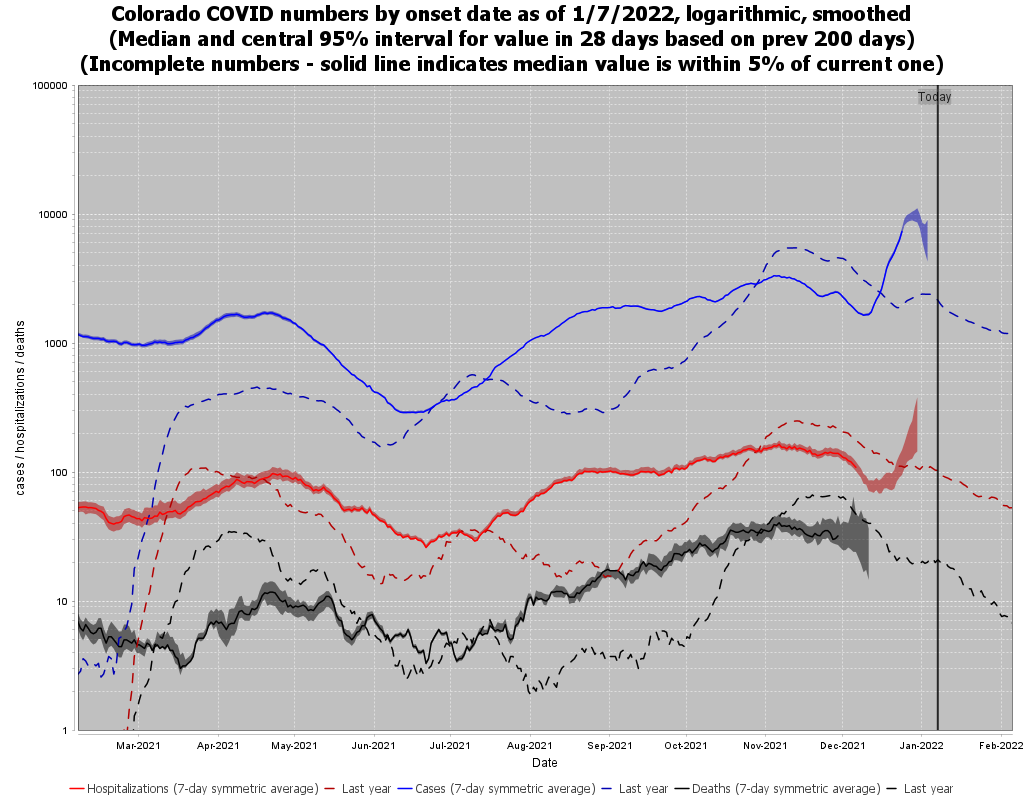 Colorado COVID numbers by onset date as of 1/7/2022, logarithmic, smoothed
(Median and central 95% interval for value in 28 days based on prev 200 days)
(Incomplete numbers - solid line indicates median value is within 5% of current one)
Today
100000
10000
1000
100
10
1
cases / hospitalizations / deaths
Mar-2021 Apr-2021 May-2021 Jun-2021 Jul-2021 Aug-2021 Sep-2021 Oct-2021 Nov-2021 Dec-2021 Jan-2022 Feb-2022
Date
Hospitalizations (7-day symmetric average) Last year Cases (7-day symmetric average) Last year Deaths (7-day symmetric average) Last year